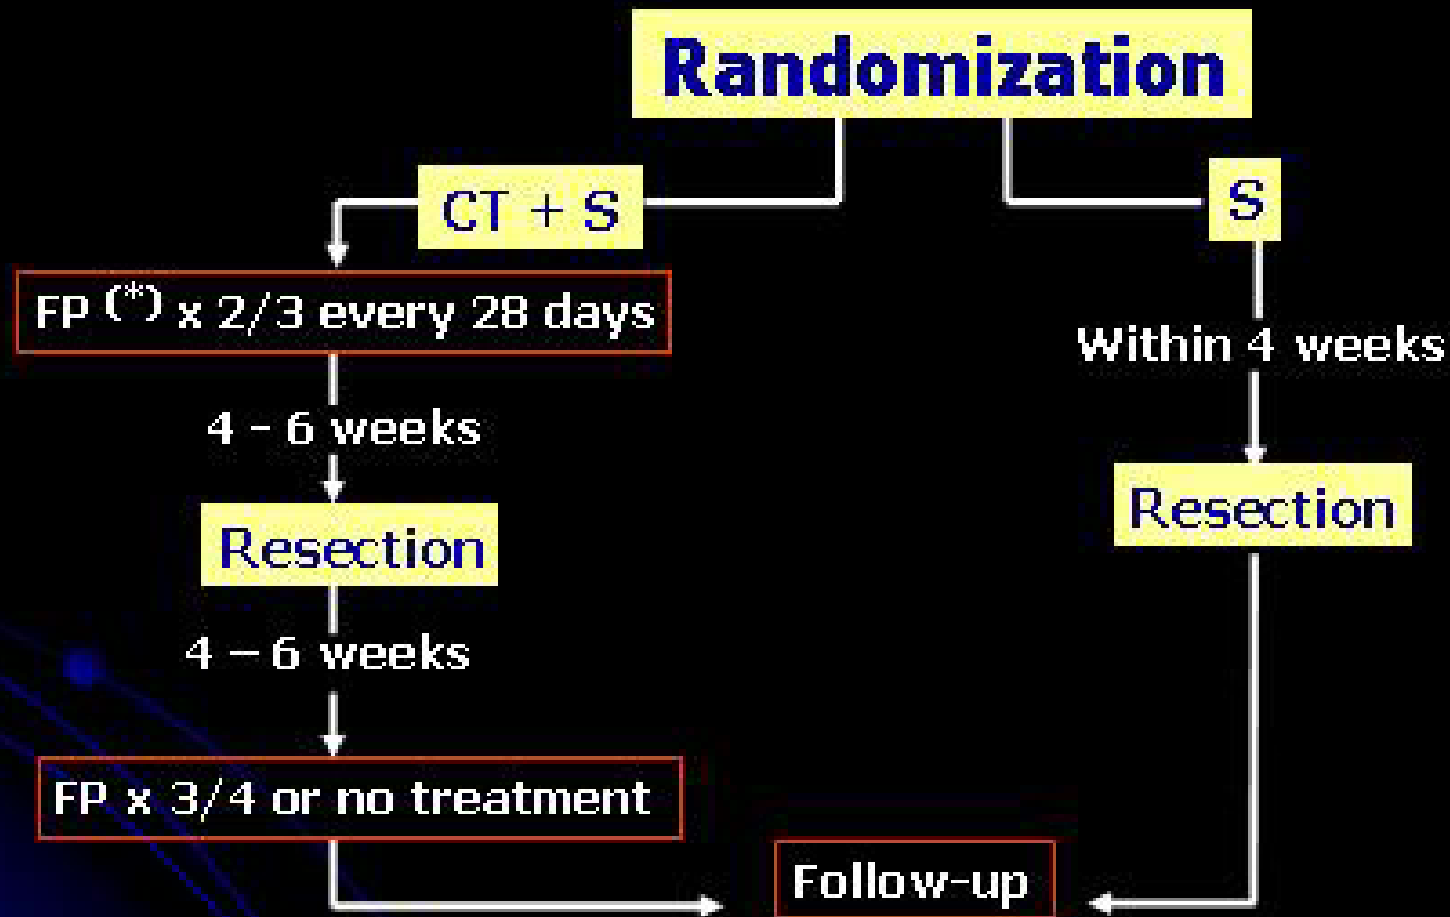 Randomization
CT + S
S
FP (*) x 2/3 every 28 days
Within 4 weeks
4 - 6 weeks
Resection
Resection
4 – 6 weeks
FP x 3/4 or no treatment
Follow-up